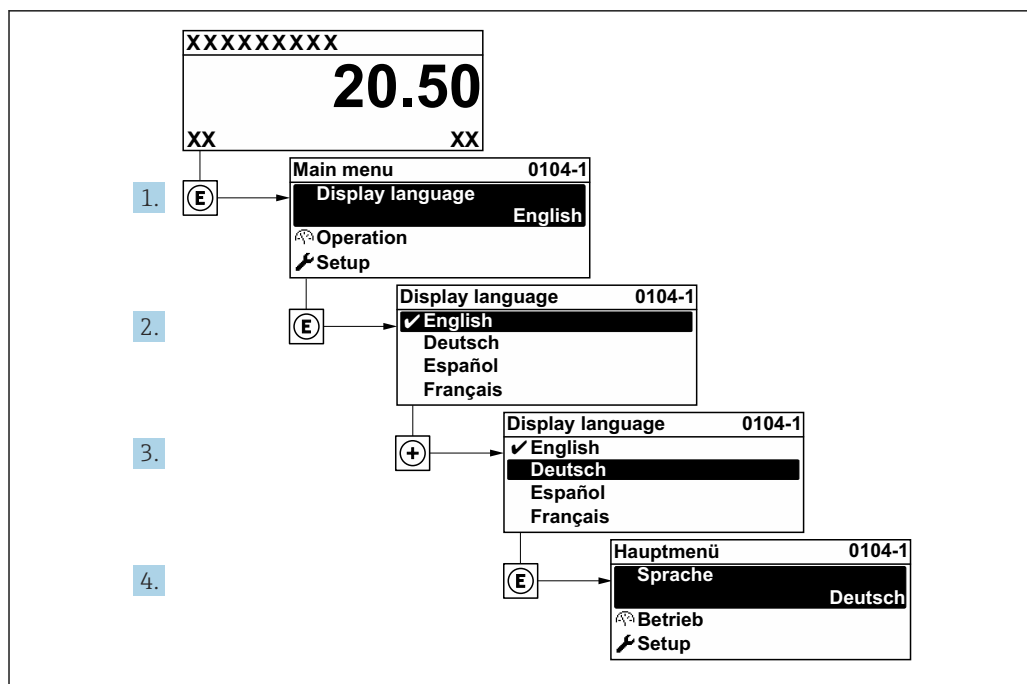 XXXXXXXXX
20.50
XX XX
1.
E
Main menu 0104-1
Display language
English
Operation
Setup
2.
E
Display language 0104-1
✔ English
Deutsch
Español
Français
3.
+
Display language 0104-1
✔ English
Deutsch
Español
Français
4.
E
Hauptmenü 0104-1
Sprache
Deutsch
Betrieb
Setup